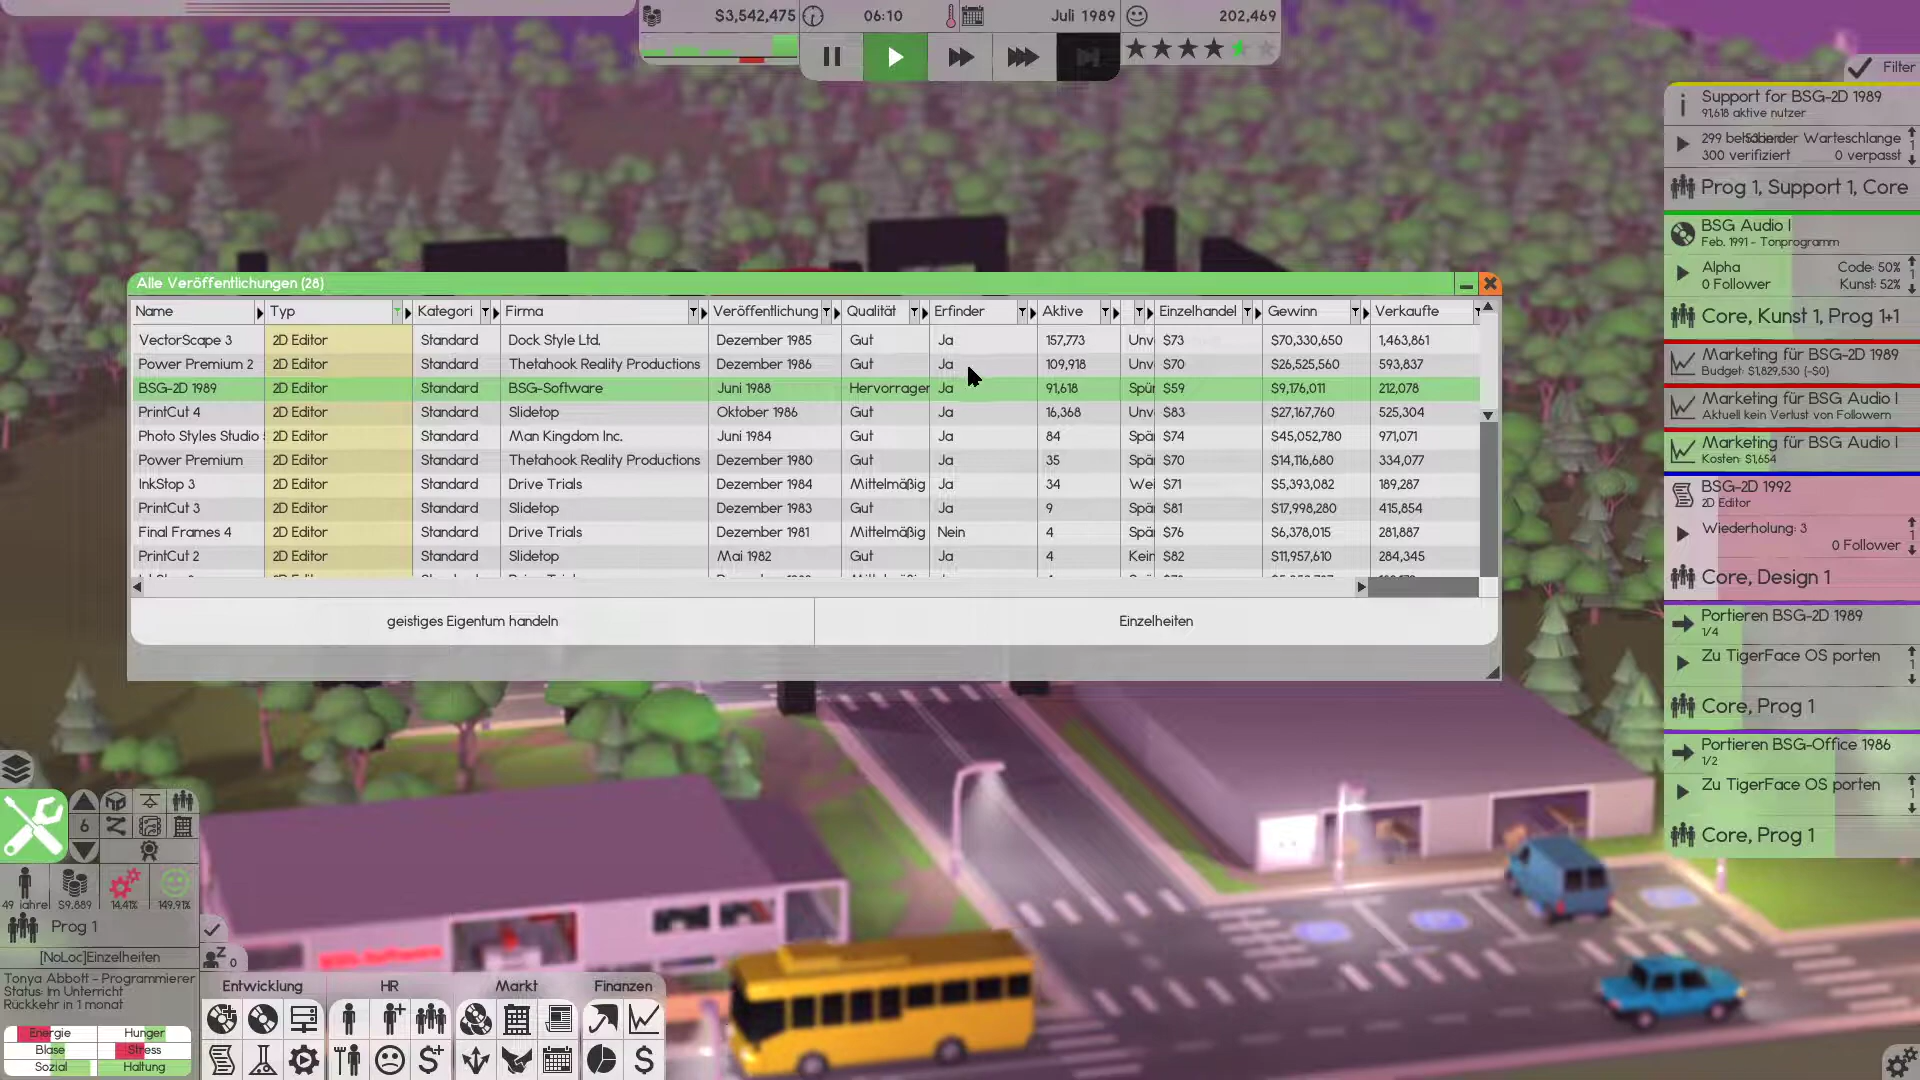 $3,542,475
06:10
Juli 1989
202,469
Filter
Support for BSG-2D 1989
91,618 aktive nutzer
299 Warteschlange
300 verifiziert 0 verpasst
1
Prog 1, Support 1, Core
BSG Audio I
Feb. 1991 - Tonprogramm
Alpha Code: 50%
0 Follower Kunst: 52%
1
Core, Kunst 1, Prog 1+1
Marketing für BSG-2D 1989
Budget: $1,829,530 (-$0)
Marketing für BSG Audio I
Aktuell kein Verlust von Followern
Marketing für BSG Audio I
Kosten: $1,654
BSG-2D 1992
2D Editor
Wiederholung: 3
0 Follower
1
Core, Design 1
Portieren BSG-2D 1989
1/4
Zu TigerFace OS porten
1
Core, Prog 1
Portieren BSG-Office 1986
1/2
Zu TigerFace OS porten
1
Core, Prog 1
Alle Veröffentlichungen (28)
Name Typ Kategori Firma Veröffentlichung Qualität Erfinder Aktive Einzelhandel Gewinn Verkaufte
VectorScape 3 2D Editor Standard Dock Style Ltd. Dezember 1985 Gut Ja 157,773 Unv $73 $70,330,650 1,463,861
Power Premium 2 2D Editor Standard Thetahook Reality Productions Dezember 1986 Gut Ja 109,918 Unv $70 $26,525,560 593,837
BSG-2D 1989 2D Editor Standard BSG-Software Juni 1988 Hervorrager Ja 91,618 Spür $59 $9,176,011 212,078
PrintCut 4 2D Editor Standard Slidetop Oktober 1986 Gut Ja 16,368 Unv $83 $27,167,760 525,304
Photo Styles Studio 2D Editor Standard Man Kingdom Inc. Juni 1984 Gut Ja 84 Spä $74 $45,052,780 971,071
Power Premium 2D Editor Standard Thetahook Reality Productions Dezember 1980 Gut Ja 35 Spä $70 $14,116,680 334,077
InkStop 3 2D Editor Standard Drive Trials Dezember 1984 Mittelmäßig Ja 34 Wei $71 $5,393,082 189,287
PrintCut 3 2D Editor Standard Slidetop Dezember 1983 Gut Ja 9 Spä $81 $17,998,280 415,854
Final Frames 4 2D Editor Standard Drive Trials Dezember 1981 Mittelmäßig Nein 4 Spä $76 $6,378,015 281,887
PrintCut 2 2D Editor Standard Slidetop Mai 1982 Gut Ja 4 Kein $82 $11,957,610 284,345
geistiges Eigentum handeln Einzelheiten
6
49 jahre $9,889 14.41% 149.91%
Prog 1
[NoLoc]Einzelheiten
Tonya Abbott - Programmierer
Status: Im Unterricht
Rückkehr in 1 monat
Energie Hunger
Blase Stress
Sozial Haltung
Z 0
Entwicklung HR Markt Finanzen
BSG-Software